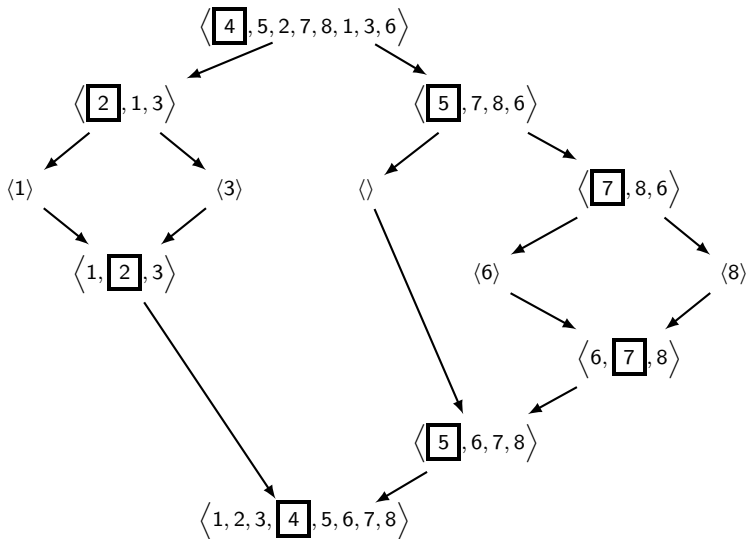 ⟨4, 5, 2, 7, 8, 1, 3, 6⟩
⟨2, 1, 3⟩
⟨5, 7, 8, 6⟩
⟨1⟩
⟨3⟩
⟨⟩
⟨7, 8, 6⟩
⟨1, 2, 3⟩
⟨6⟩
⟨8⟩
⟨6, 7, 8⟩
⟨5, 6, 7, 8⟩
⟨1, 2, 3, 4, 5, 6, 7, 8⟩